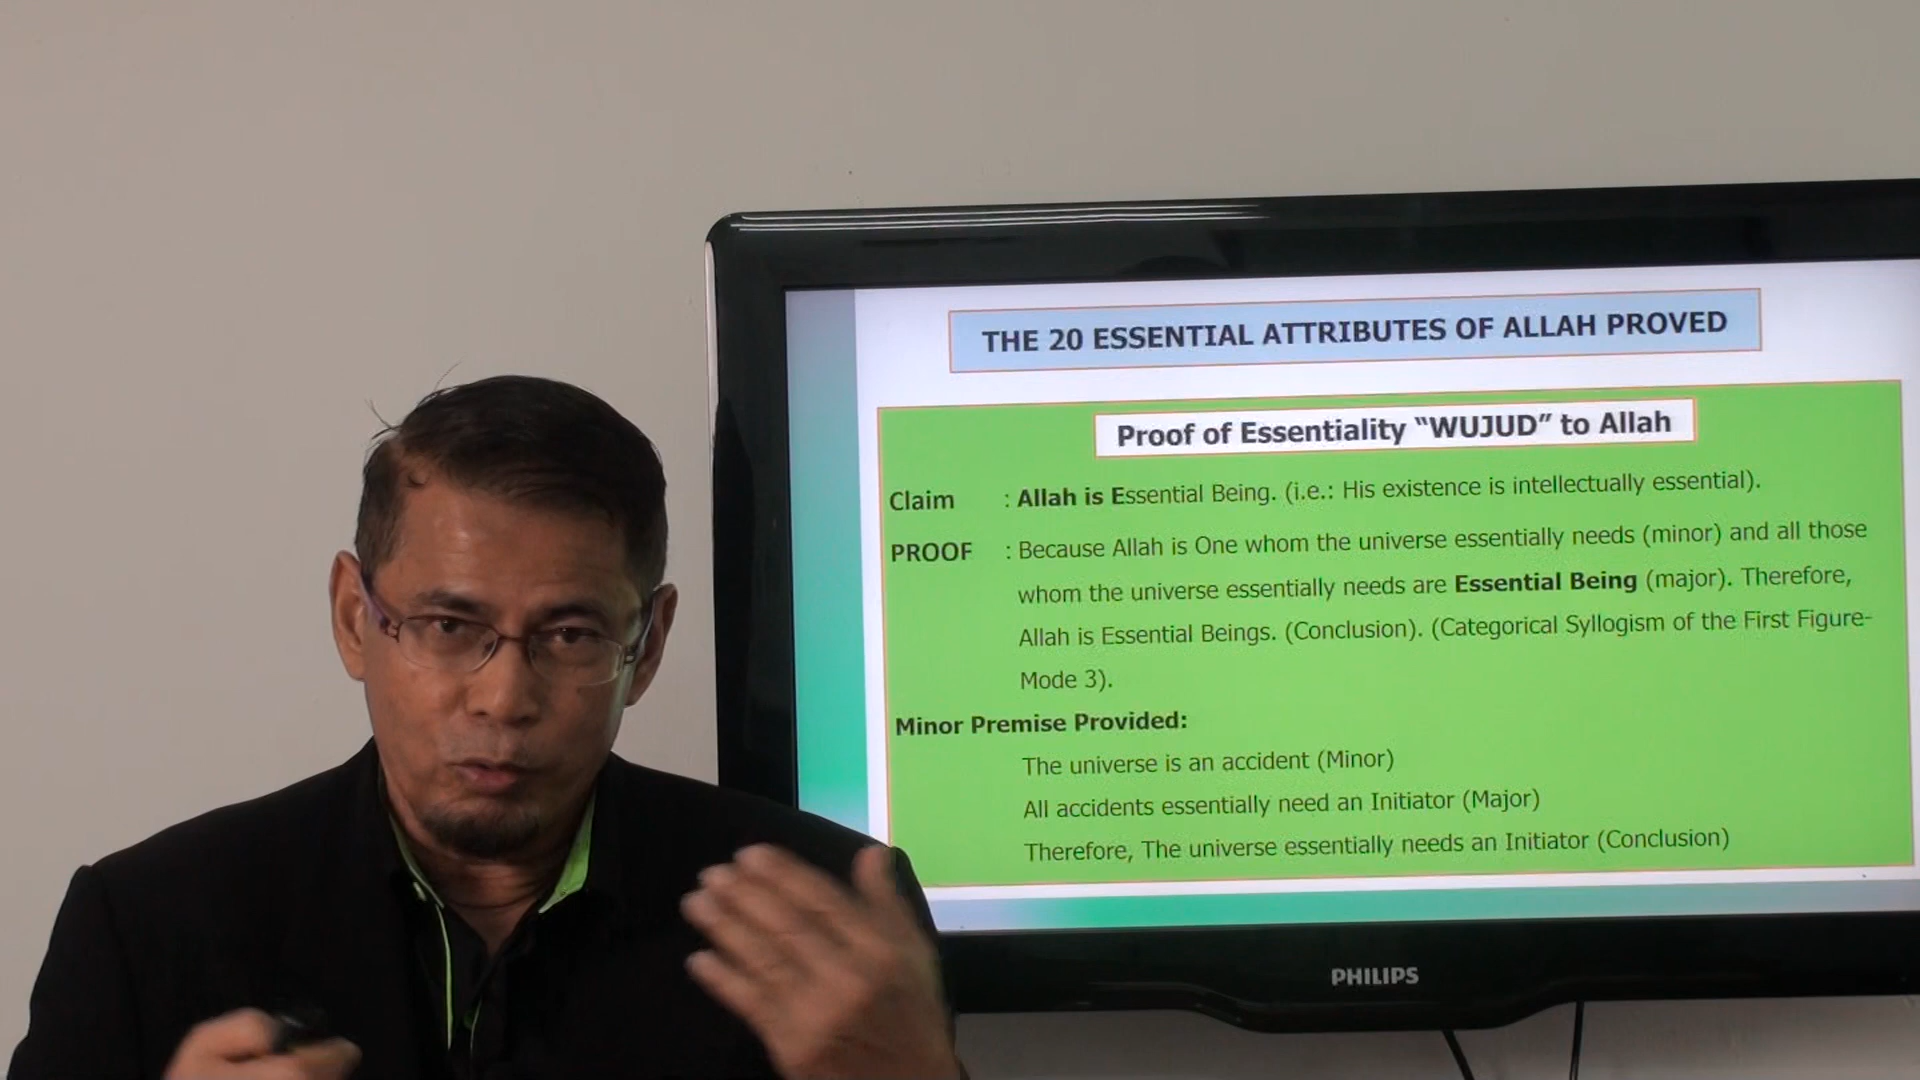 THE 20 ESSENTIAL ATTRIBUTES OF ALLAH PROVED
Proof of Essentiality “WUJUD” to Allah
Claim : Allah is Essential Being. (i.e.: His existence is intellectually essential).
PROOF : Because Allah is One whom the universe essentially needs (minor) and all those
whom the universe essentially needs are Essential Being (major). Therefore,
Allah is Essential Beings. (Conclusion). (Categorical Syllogism of the First Figure-
Mode 3).
Minor Premise Provided:
The universe is an accident (Minor)
All accidents essentially need an Initiator (Major)
Therefore, The universe essentially needs an Initiator (Conclusion)
PHILIPS